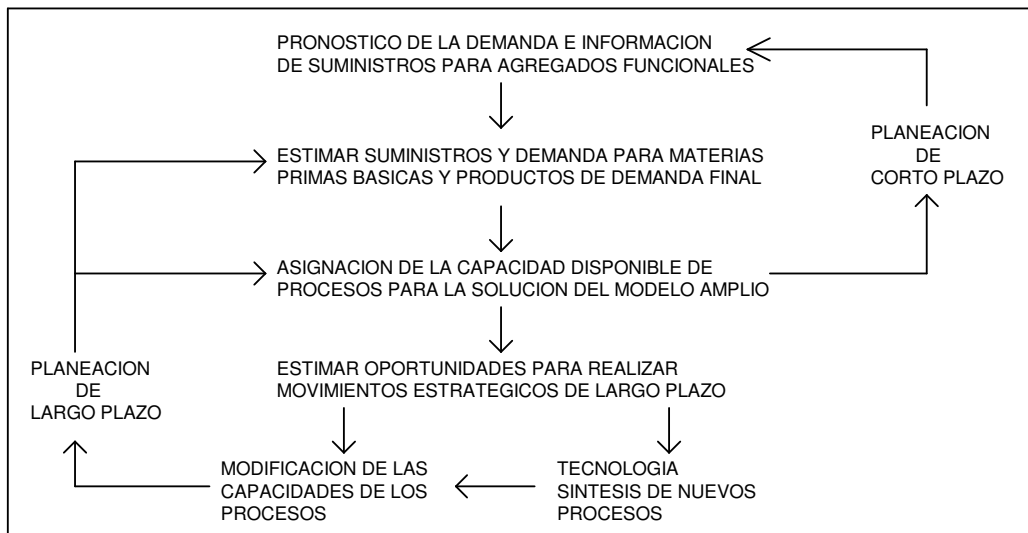 PRONOSTICO DE LA DEMANDA E INFORMACION
DE SUMINISTROS PARA AGREGADOS FUNCIONALES
PLANEACION
DE
CORTO PLAZO
ESTIMAR SUMINISTROS Y DEMANDA PARA MATERIAS
PRIMAS BASICAS Y PRODUCTOS DE DEMANDA FINAL
ASIGNACION DE LA CAPACIDAD DISPONIBLE DE
PROCESOS PARA LA SOLUCION DEL MODELO AMPLIO
ESTIMAR OPORTUNIDADES PARA REALIZAR
MOVIMIENTOS ESTRATEGICOS DE LARGO PLAZO
PLANEACION
DE
LARGO PLAZO
MODIFICACION DE LAS
CAPACIDADES DE LOS
PROCESOS
TECNOLOGIA
SINTESIS DE NUEVOS
PROCESOS